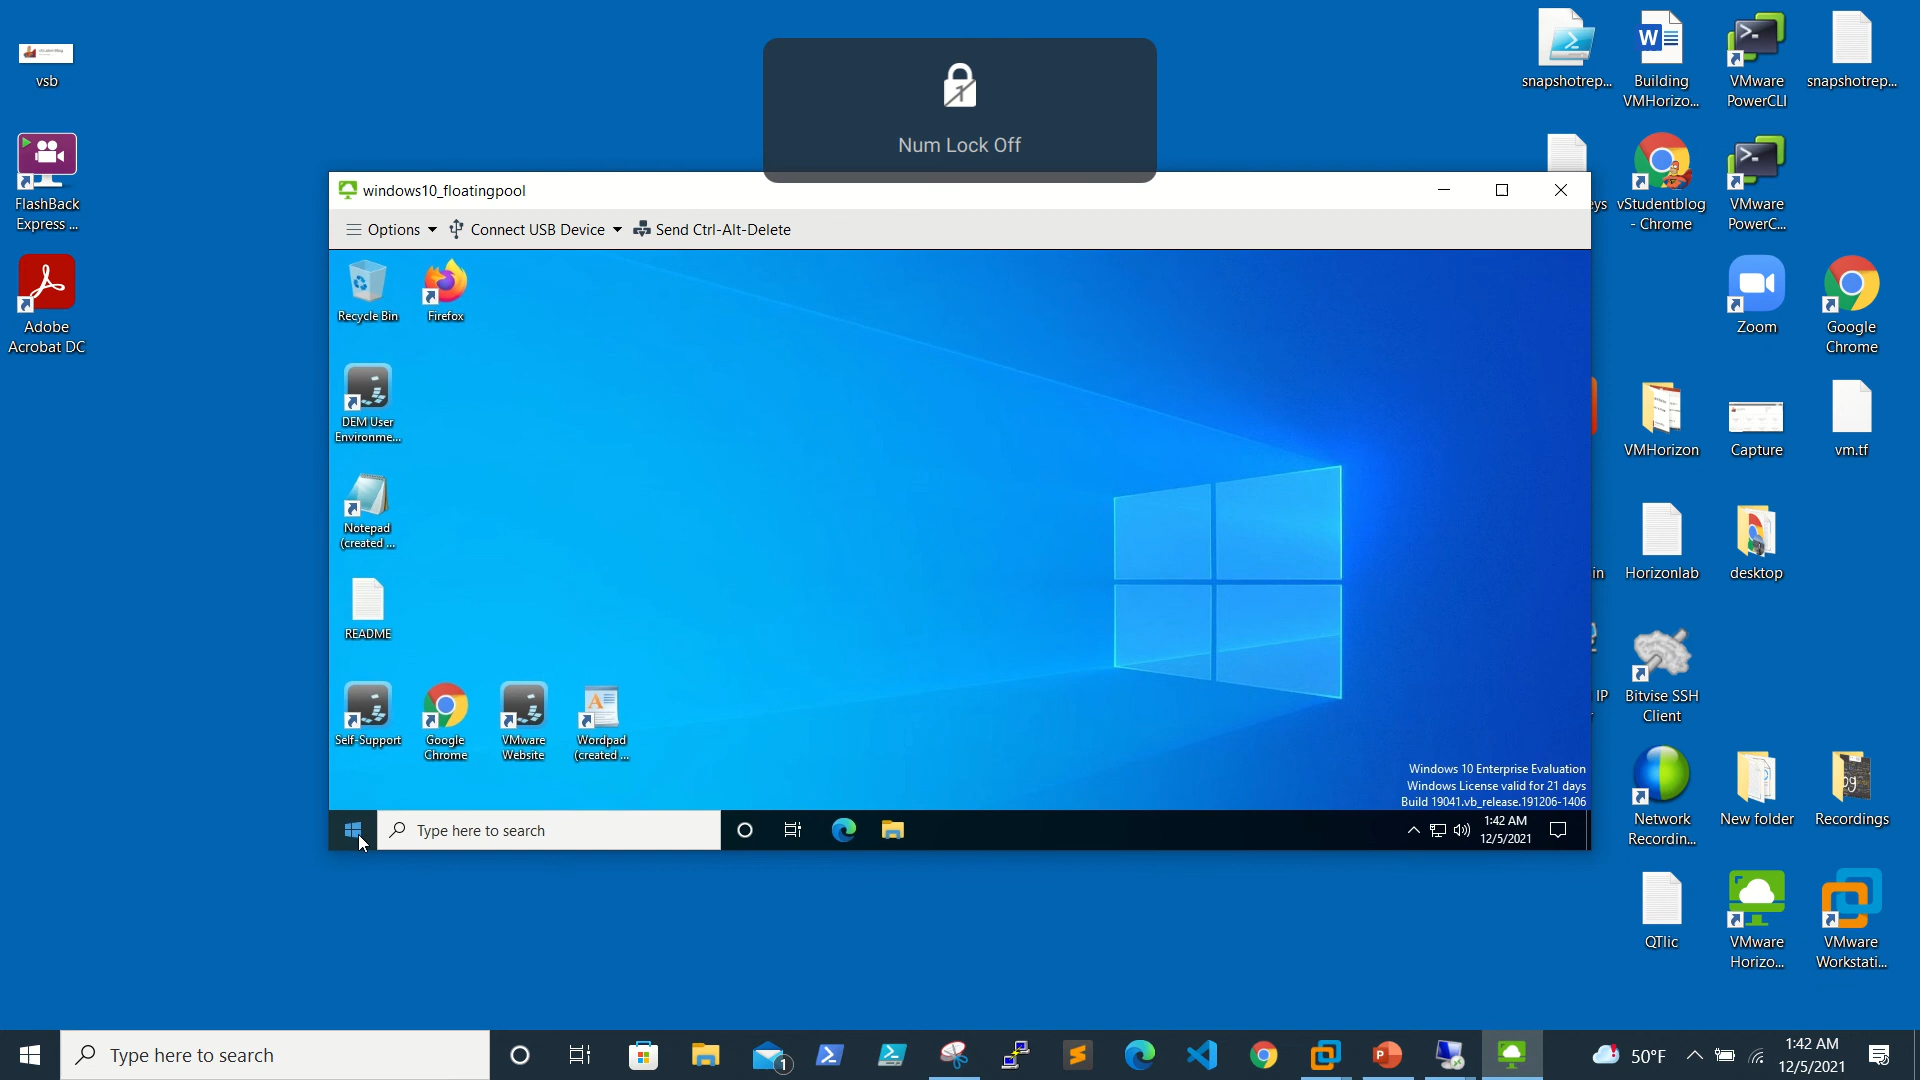 vsb
FlashBack
Express ...
Adobe
Acrobat DC
Num Lock Off
snapshotrep...
Building
VMHorizo...
VMware
PowerCLI
snapshotrep...
vStudentblog
- Chrome
VMware
PowerC...
Zoom
Google
Chrome
VMHorizon
Capture
vm.tf
Horizonlab
desktop
IP
Bitvise SSH
Client
Network
Recordin...
New folder
Recordings
QTlic
VMware
Horizo...
VMware
Workstati...
windows10_floatingpool
Options
Connect USB Device
Send Ctrl-Alt-Delete
Recycle Bin
Firefox
DEM User
Environme...
Notepad
(created ...
README
Self-Support
Google
Chrome
VMware
Website
Wordpad
(created ...
Windows 10 Enterprise Evaluation
Windows License valid for 21 days
Build 19041.vb_release.191206-1406
Type here to search
1:42 AM
12/5/2021
Type here to search
1
50°F
1:42 AM
12/5/2021